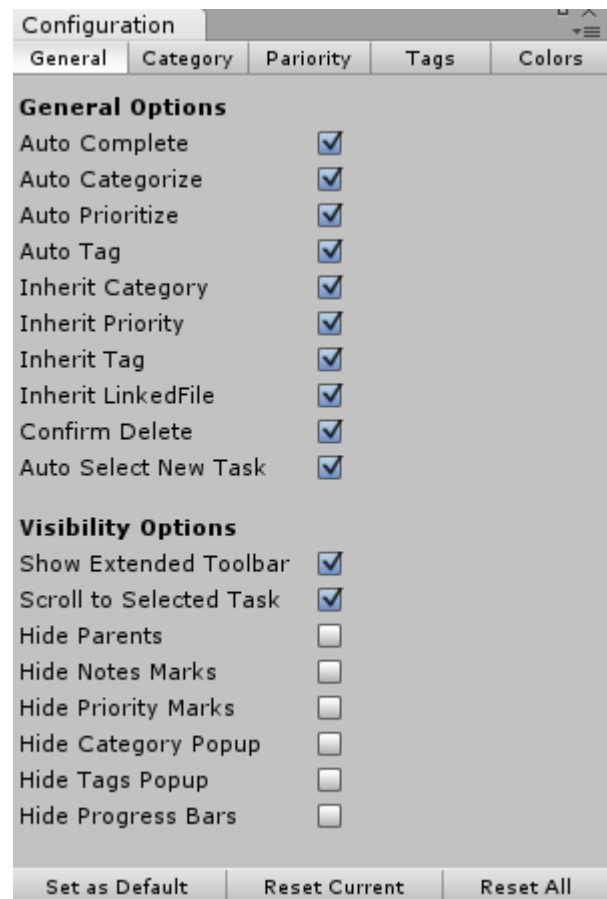 Configuration
General Category Pariority Tags Colors
General Options
Auto Complete
Auto Categorize
Auto Prioritize
Auto Tag
Inherit Category
Inherit Priority
Inherit Tag
Inherit LinkedFile
Confirm Delete
Auto Select New Task
Visibility Options
Show Extended Toolbar
Scroll to Selected Task
Hide Parents
Hide Notes Marks
Hide Priority Marks
Hide Category Popup
Hide Tags Popup
Hide Progress Bars
Set as Default Reset Current Reset All